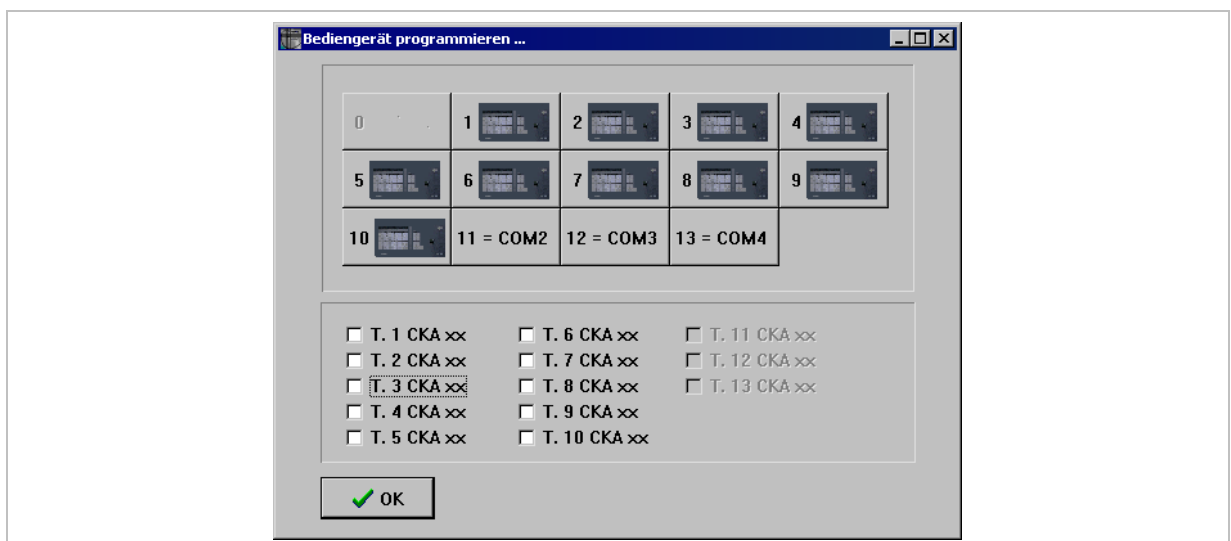 Bediengerät programmieren ...
0 1 2 3 4
5 6 7 8 9
10 11 = COM2 12 = COM3 13 = COM4
T. 1 CKA xx T. 6 CKA xx T. 11 CKA xx
T. 2 CKA xx T. 7 CKA xx T. 12 CKA xx
T. 3 CKA xx T. 8 CKA xx T. 13 CKA xx
T. 4 CKA xx T. 9 CKA xx
T. 5 CKA xx T. 10 CKA xx
OK